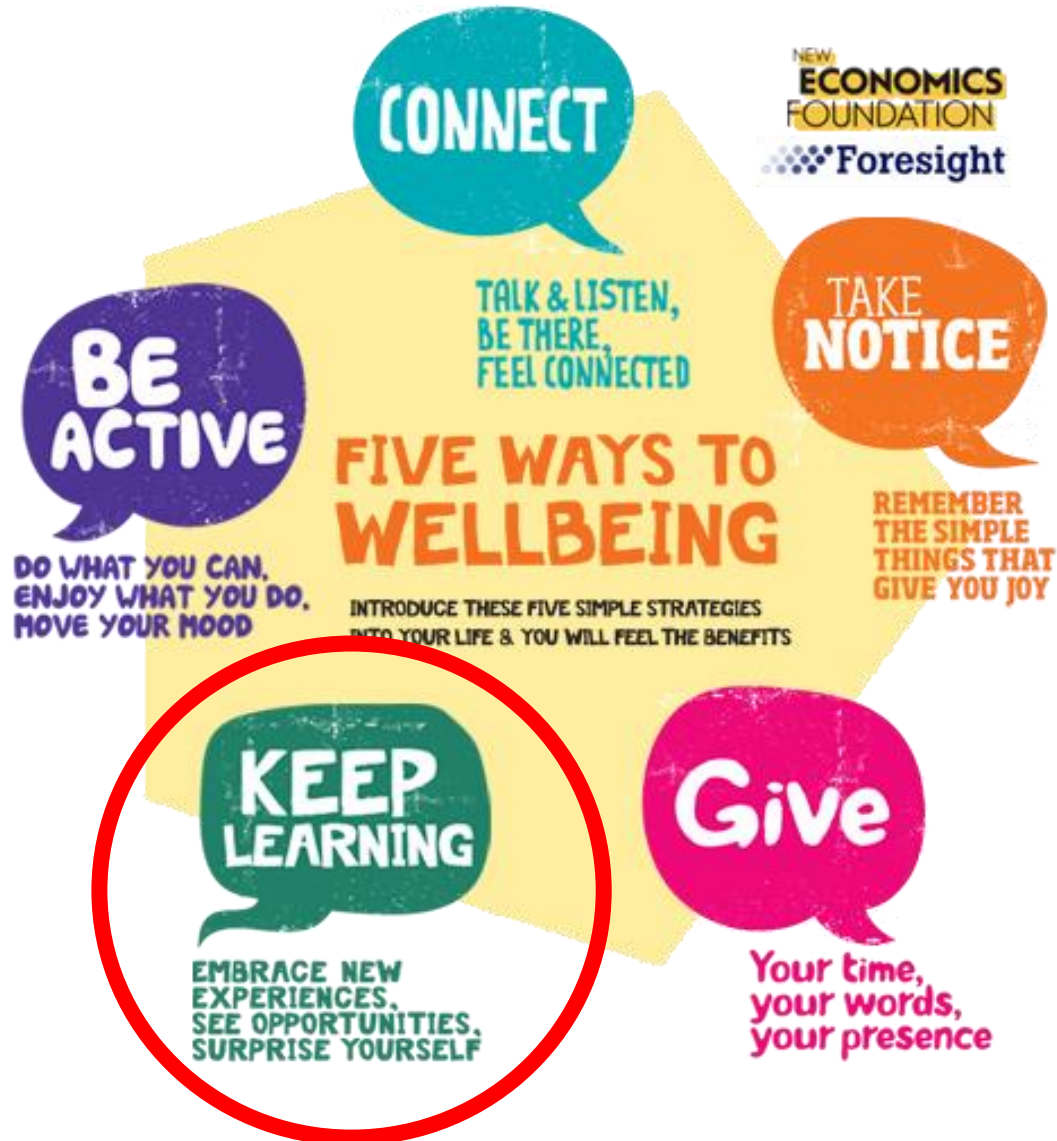 CONNECT
NEW
ECONOMICS
FOUNDATION
Foresight
TALK & LISTEN,
BE THERE,
FEEL CONNECTED
TAKE
NOTICE
REMEMBER
THE SIMPLE
THINGS THAT
GIVE YOU JOY
BE
ACTIVE
DO WHAT YOU CAN,
ENJOY WHAT YOU DO,
MOVE YOUR MOOD
FIVE WAYS TO
WELLBEING
INTRODUCE THESE FIVE SIMPLE STRATEGIES
INTO YOUR LIFE & YOU WILL FEEL THE BENEFITS
KEEP
LEARNING
EMBRACE NEW
EXPERIENCES,
SEE OPPORTUNITIES,
SURPRISE YOURSELF
Give
Your time,
your words,
your presence